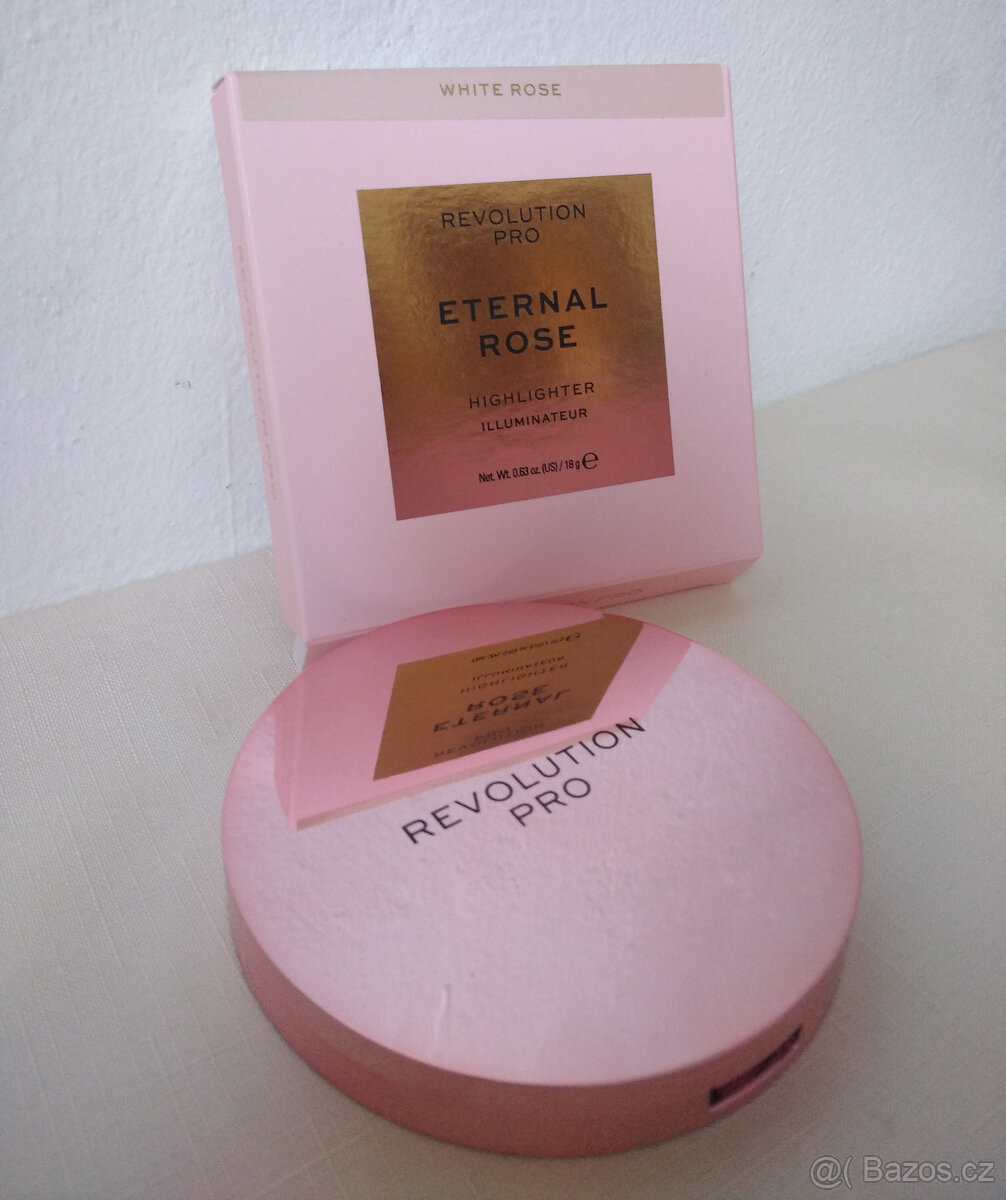 WHITE ROSE
REVOLUTION
PRO
ETERNAL
ROSE
HIGHLIGHTER
ILLUMINATEUR
Net. Wt. 0.63 oz. (US) / 18 g e
PRO
REVOLUTION
PRO
@( Bazos.cz